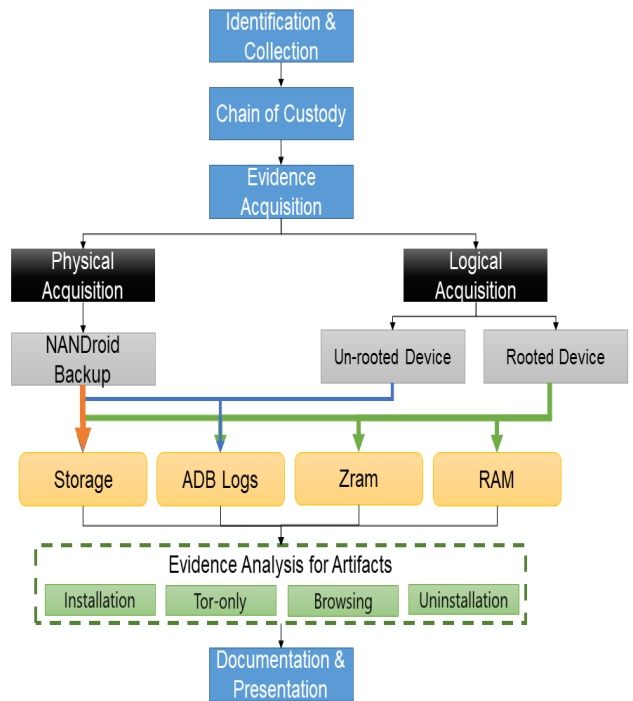 Identification &
Collection
Chain of Custody
Evidence
Acquisition
Physical
Acquisition
Logical
Acquisition
NANDroid
Backup
Un-rooted Device
Rooted Device
Storage
ADB Logs
Zram
RAM
Evidence Analysis for Artifacts
Installation
Tor-only
Browsing
Uninstallation
Documentation &
Presentation